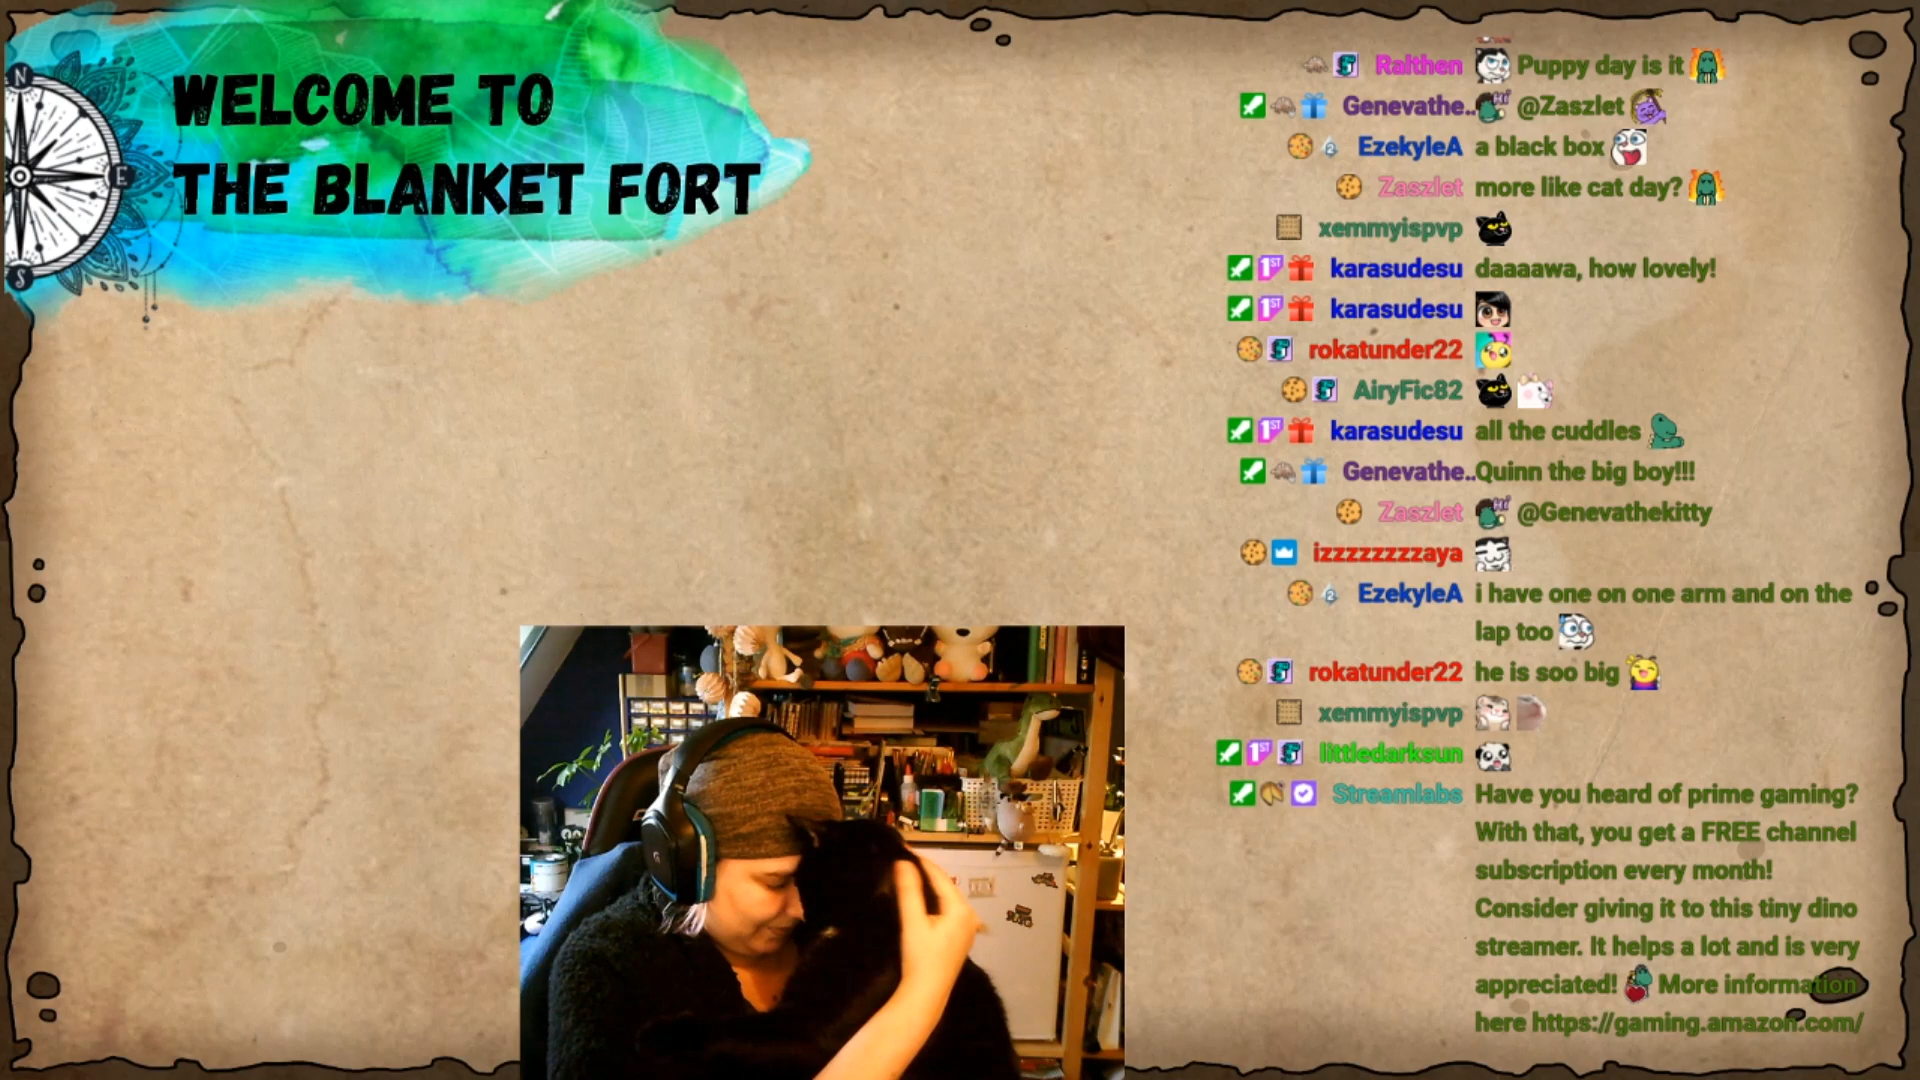 WELCOME TO
THE BLANKET FORT
N
E
S
Ralthen Puppy day is it
Genevathe.. @Zaszlet
EzekyleA a black box
Zaszlet more like cat day?
xemmyispvp
karasudesu daaaawa, how lovely!
karasudesu
rokatunder22
AiryFic82
karasudesu all the cuddles
Genevathe.. Quinn the big boy!!!
Zaszlet @Genevathekitty
izzzzzzzzaya
EzekyleA i have one on one arm and on the
lap too
rokatunder22 he is soo big
xemmyispvp
littledarksun
Streamlabs Have you heard of prime gaming?
With that, you get a FREE channel
subscription every month!
Consider giving it to this tiny dino
streamer. It helps a lot and is very
appreciated! More information
here https://gaming.amazon.com/